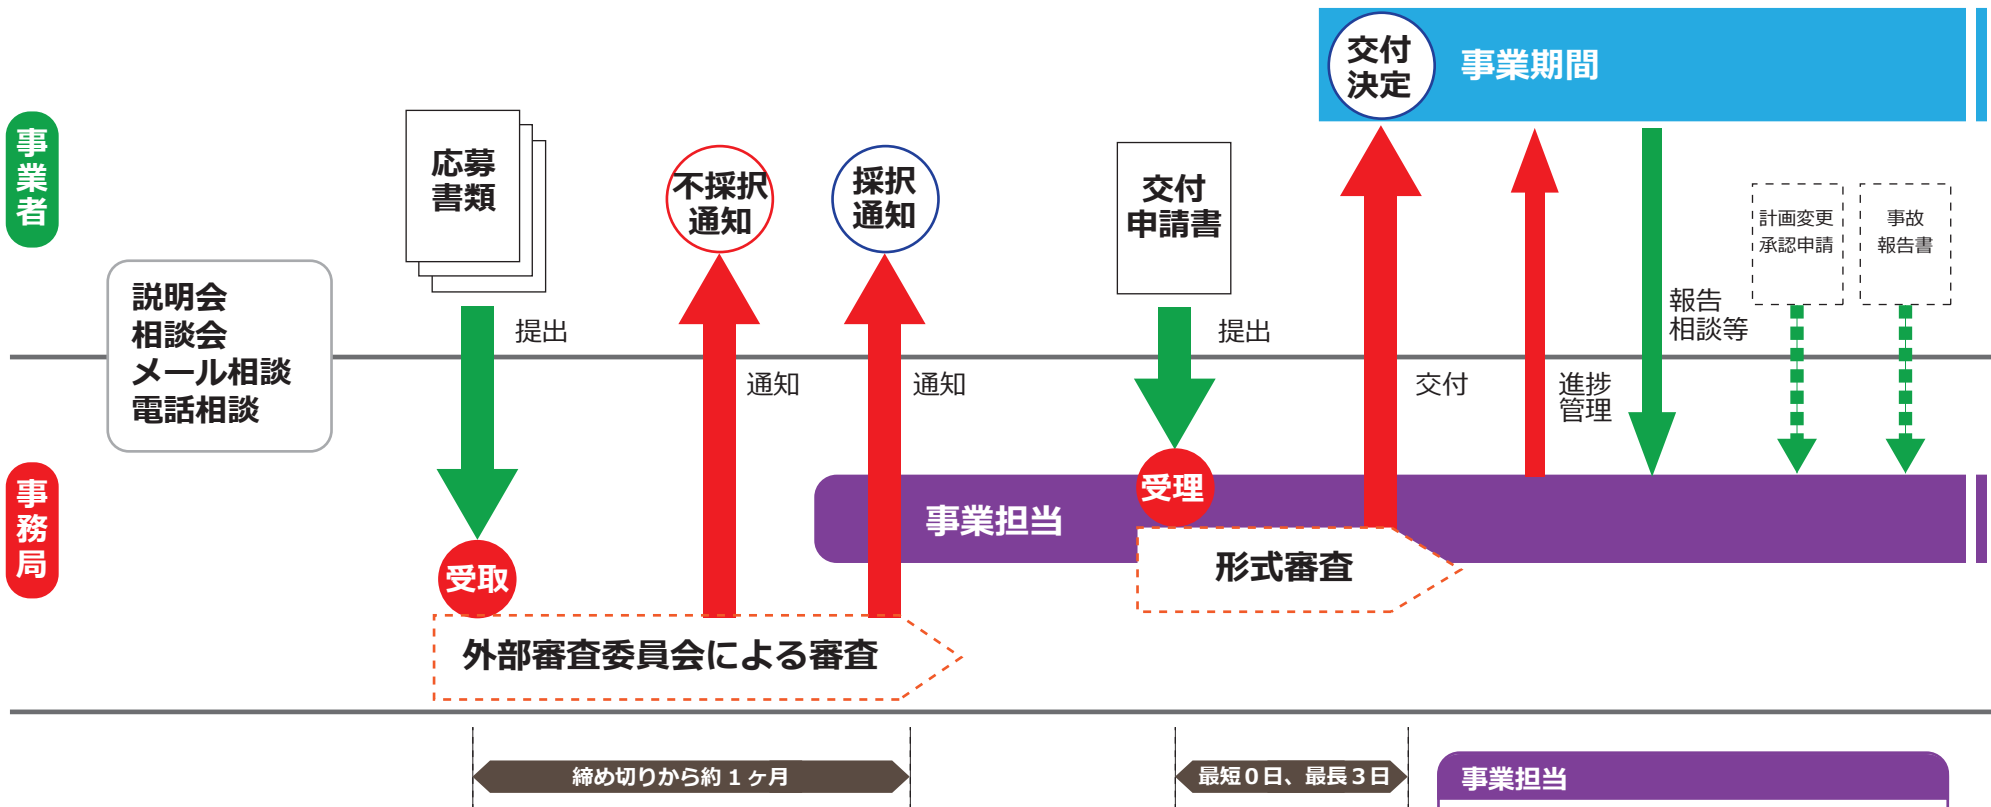 交付
決定
事業期間
事業者
応募
書類
不採択
通知
採択
通知
交付
申請書
計画変更
承認申請
事故
報告書
説明会
相談会
メール相談
電話相談
提出
提出
報告
相談等
通知
通知
交付
進捗
管理
事務局
受取
事業担当
受理
形式審査
外部審査委員会による審査
締め切りから約1ヶ月
最短0日、最長3日
事業担当